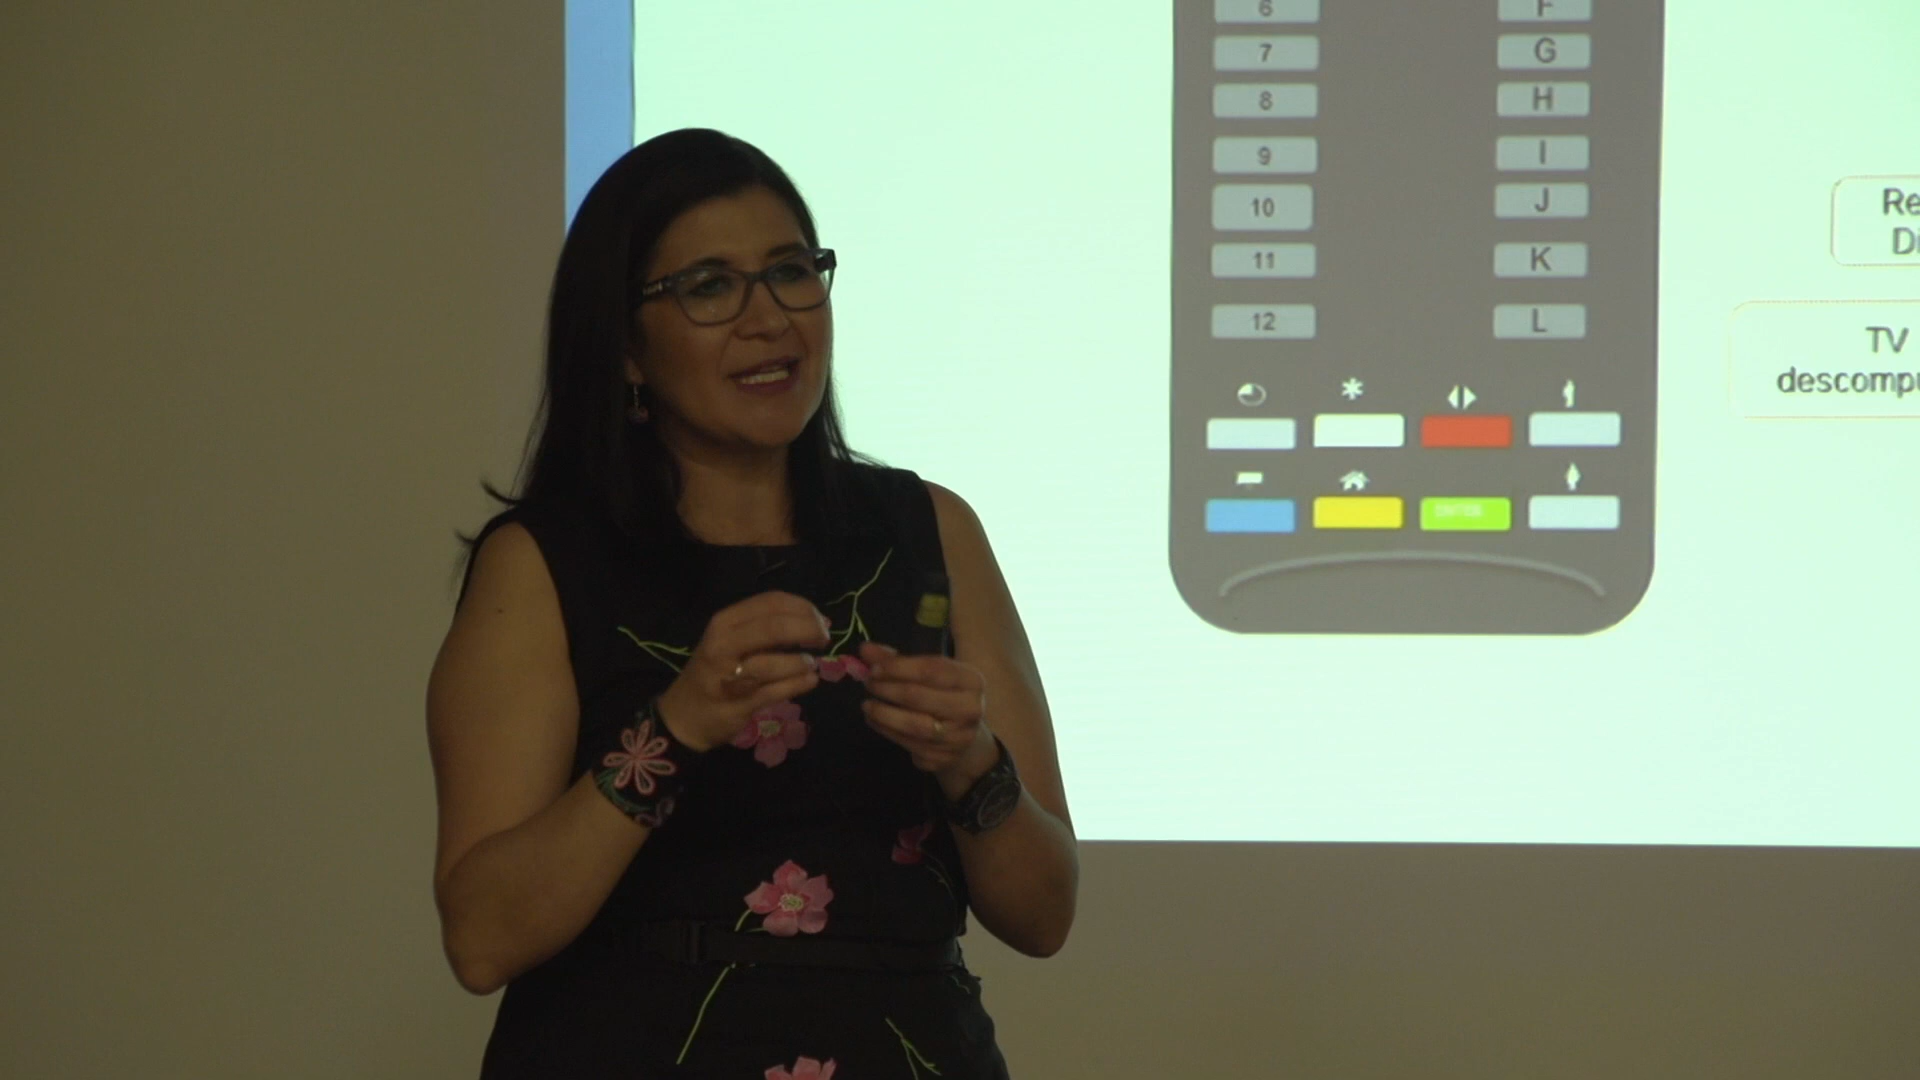 6 F
7 G
8 H
9 I
10 J
11 K
12 L
ENTER
Re
Di
TV
descompu